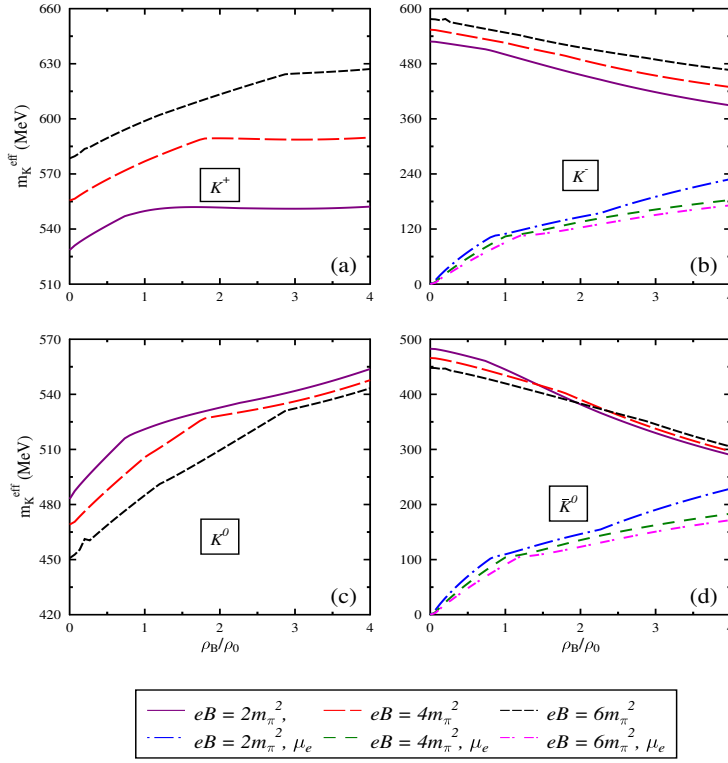 660
630
600
570
540
510
m_K^eff (MeV)
K^+
(a)
0 1 2 3 4
600
480
360
240
120
0
K^-
(b)
0 1 2 3
570
540
510
480
450
420
m_K^eff (MeV)
K^0
(c)
0 1 2 3 4
ρ_B/ρ_0
500
400
300
200
100
0
K̄^0
(d)
0 1 2 3
ρ_B/ρ_0
eB = 2m_π^2 , eB = 4m_π^2 eB = 6m_π^2
eB = 2m_π^2, μ_e eB = 4m_π^2, μ_e eB = 6m_π^2, μ_e